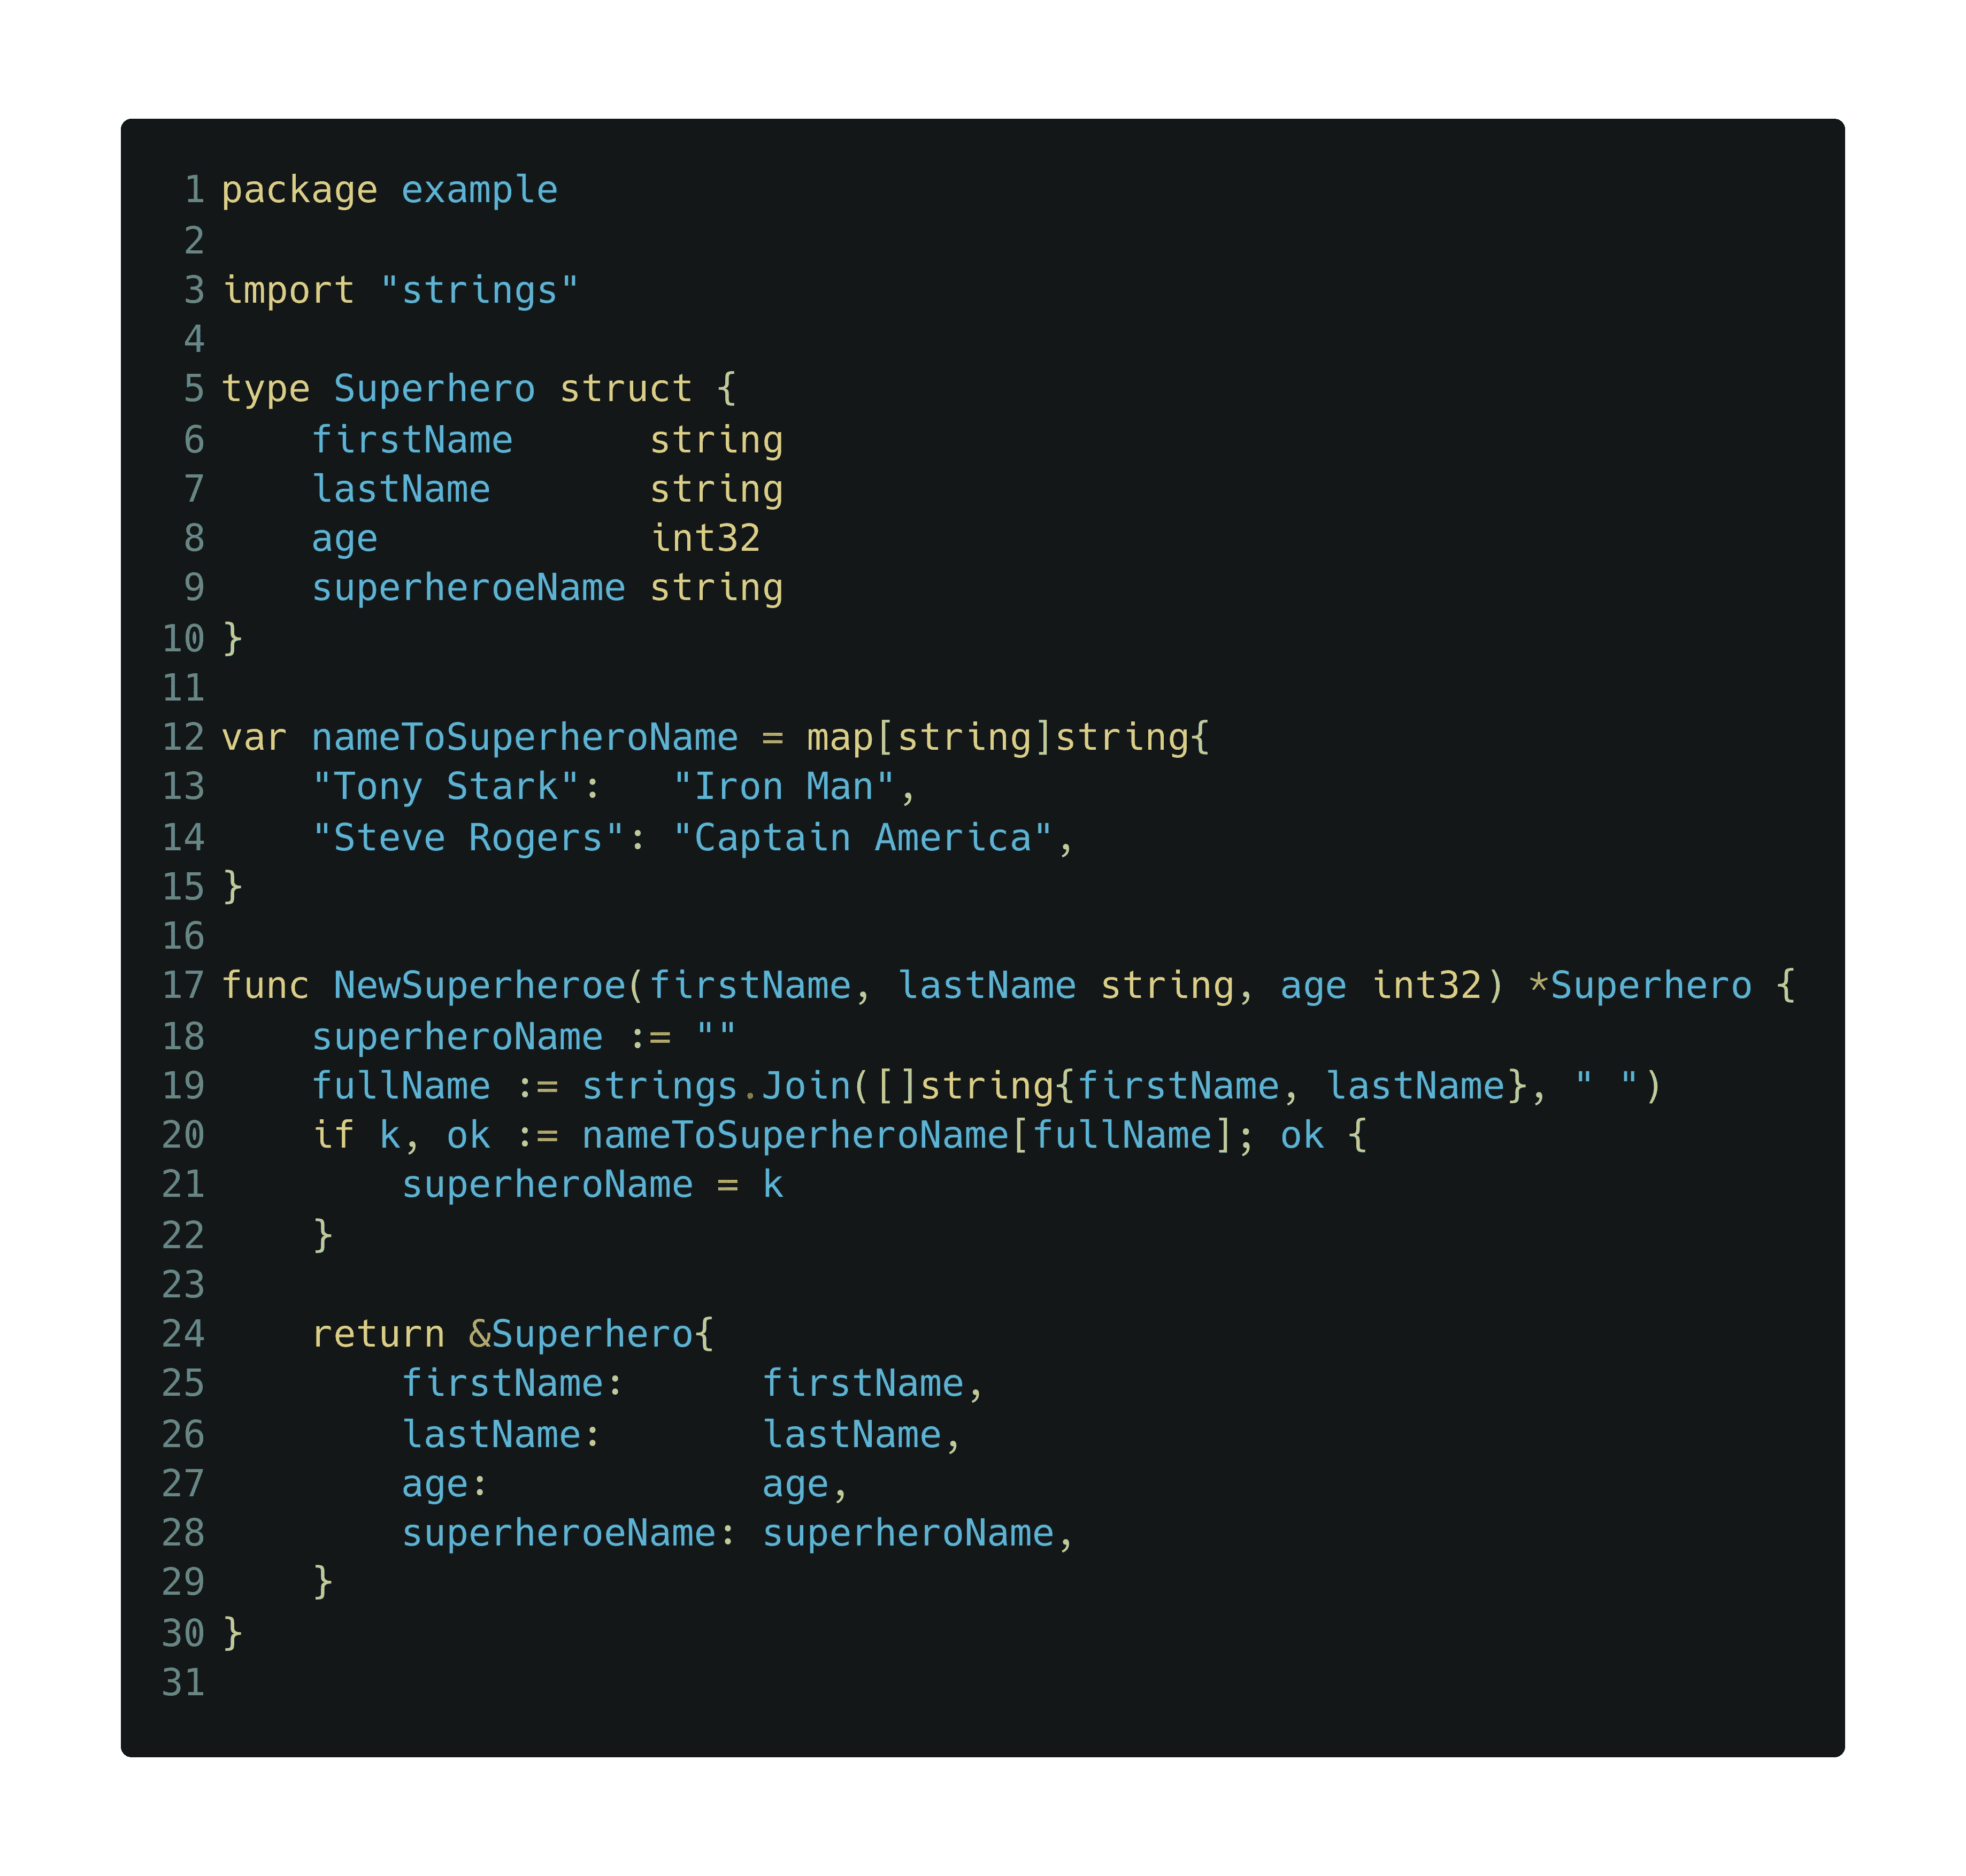 1 package example
2
3 import "strings"
4
5 type Superhero struct {
6     firstName      string
7     lastName       string
8     age            int32
9     superheroeName string
10 }
11
12 var nameToSuperheroName = map[string]string{
13     "Tony Stark":   "Iron Man",
14     "Steve Rogers": "Captain America",
15 }
16
17 func NewSuperheroe(firstName, lastName string, age int32) *Superhero {
18     superheroName := ""
19     fullName := strings.Join([]string{firstName, lastName}, " ")
20     if k, ok := nameToSuperheroName[fullName]; ok {
21         superheroName = k
22     }
23
24     return &Superhero{
25         firstName:      firstName,
26         lastName:       lastName,
27         age:            age,
28         superheroeName: superheroName,
29     }
30 }
31